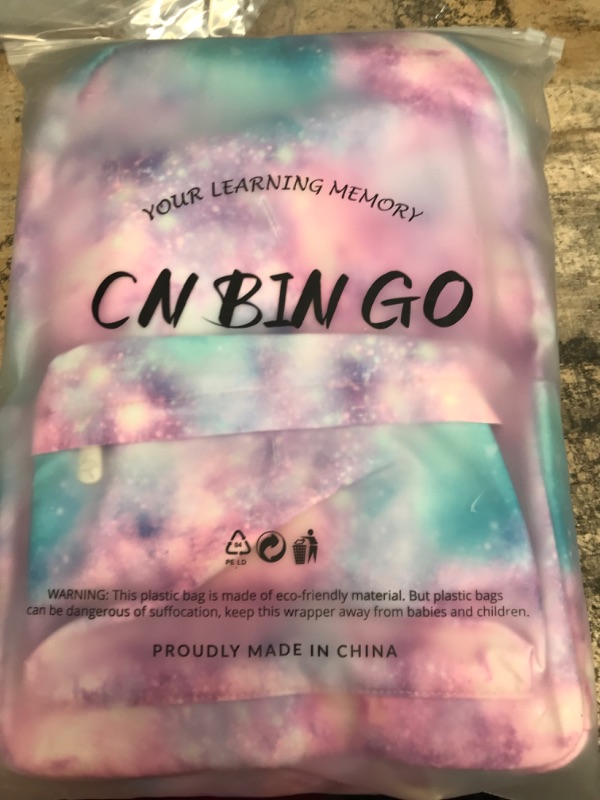 YOUR LEARNING MEMORY
CN BIN GO
04
PE-LD
WARNING: This plastic bag is made of eco-friendly material. But plastic bags
can be dangerous of suffocation, keep this wrapper away from babies and children.
PROUDLY MADE IN CHINA